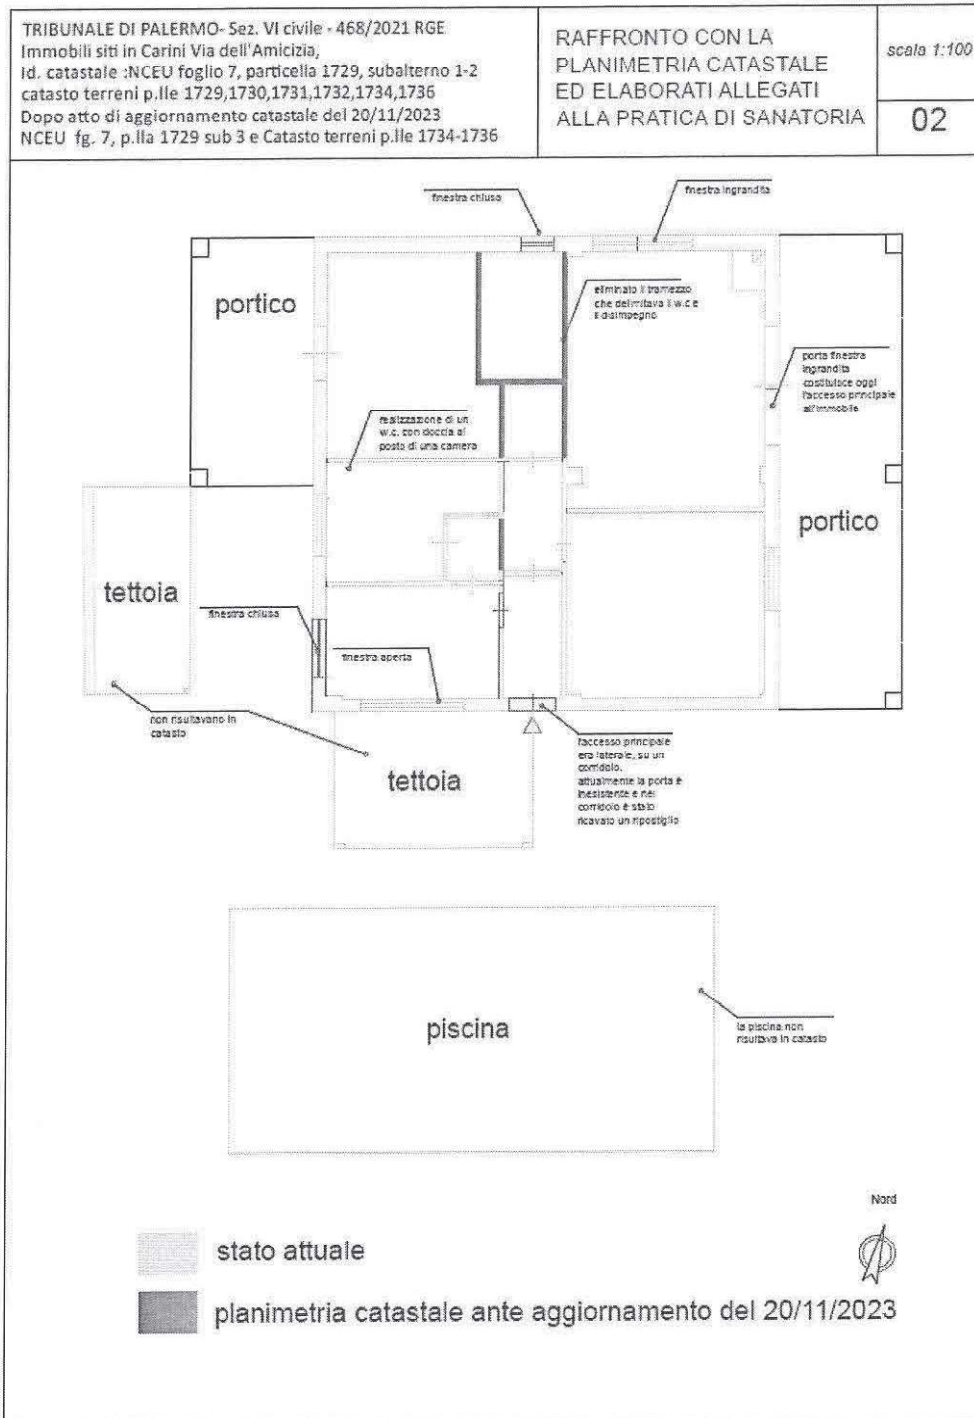 TRIBUNALE DI PALERMO- Sez. VI civile - 468/2021 RGE
Immobili siti in Carini Via dell'Amicizia,
id. catastale :NCEU foglio 7, particella 1729, subalterno 1-2
catasto terreni p.lle 1729,1730,1731,1732,1734,1736
Dopo atto di aggiornamento catastale del 20/11/2023
NCEU fg. 7, p.lla 1729 sub 3 e Catasto terreni p.lle 1734-1736
RAFFRONTO CON LA
PLANIMETRIA CATASTALE
ED ELABORATI ALLEGATI
ALLA PRATICA DI SANATORIA
scala 1:100
02
finestra chiusa
finestra ingrandita
portico
eliminato il tramezzo
che delimitava il w.c e
il disimpegno
porta finestra
ingrandita
costituisce oggi
l'accesso principale
all'immobile
realizzazione di un
w.c. con doccia al
posto di una camera
portico
tettoia
finestra chiusa
finestra aperta
non risultavano in
catasto
tettoia
l'accesso principale
era laterale, su un
corridoio,
attualmente la porta è
inesistente e nel
corridoio è stato
ricavato un ripostiglio
piscina
la piscina non
risultava in catasto
Nord
stato attuale
planimetria catastale ante aggiornamento del 20/11/2023